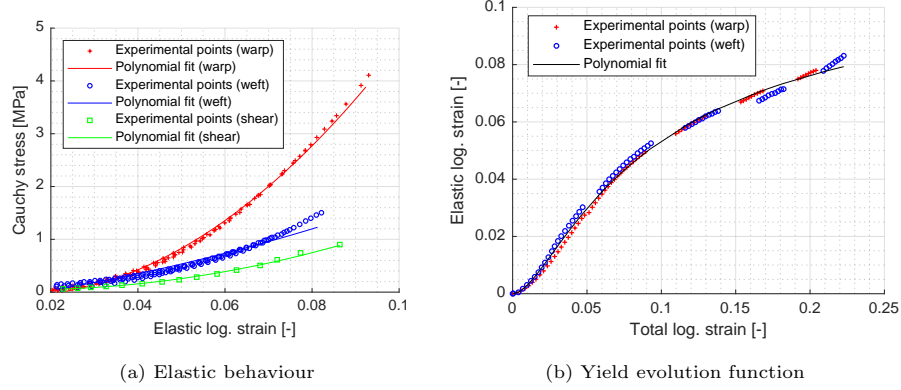 5
4
3
2
1
0
0.02
0.04
0.06
0.08
0.1
Cauchy stress [MPa]
Elastic log. strain [-]
Experimental points (warp)
Polynomial fit (warp)
Experimental points (weft)
Polynomial fit (weft)
Experimental points (shear)
Polynomial fit (shear)
(a) Elastic behaviour
0.1
0.08
0.06
0.04
0.02
0
0
0.05
0.1
0.15
0.2
0.25
Elastic log. strain [-]
Total log. strain [-]
Experimental points (warp)
Experimental points (weft)
Polynomial fit
(b) Yield evolution function